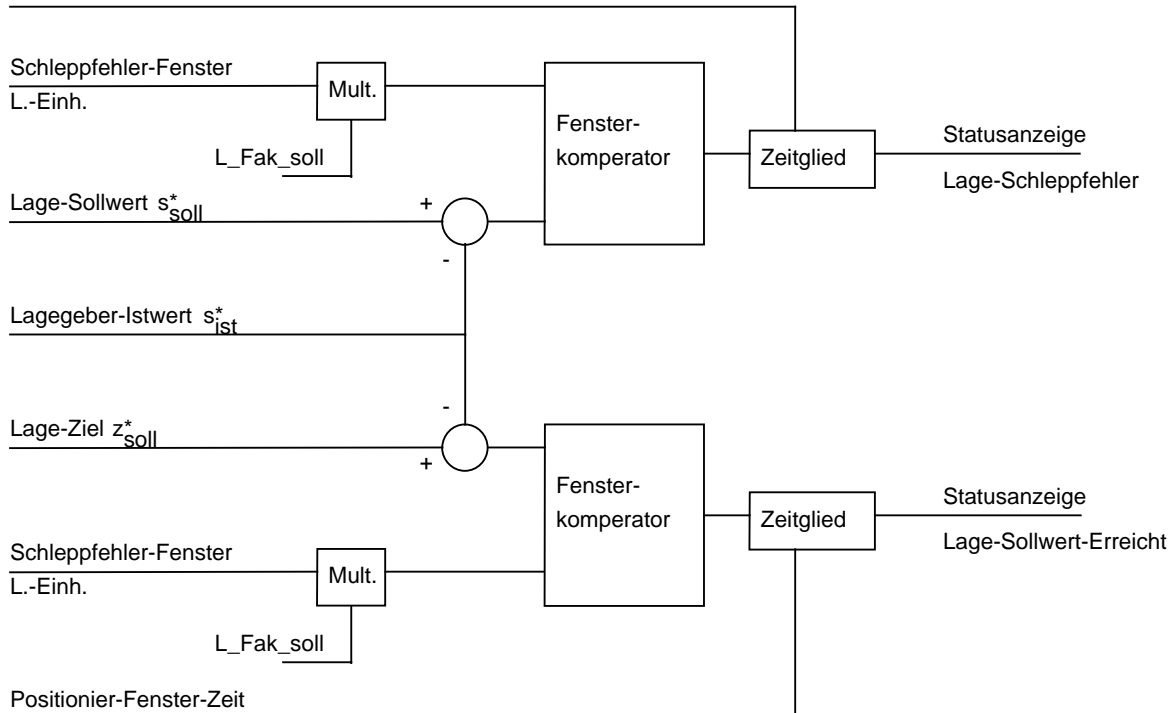 Schleppfehler-Fenster
L.-Einh.
Mult.
L_Fak_soll
Fenster-
komperator
Zeitglied
Statusanzeige
Lage-Schleppfehler
Lage-Sollwert s*soll
+
-
Lagegeber-Istwert s*ist
-
Lage-Ziel z*soll
+
Fenster-
komperator
Zeitglied
Statusanzeige
Lage-Sollwert-Erreicht
Schleppfehler-Fenster
L.-Einh.
Mult.
L_Fak_soll
Positionier-Fenster-Zeit